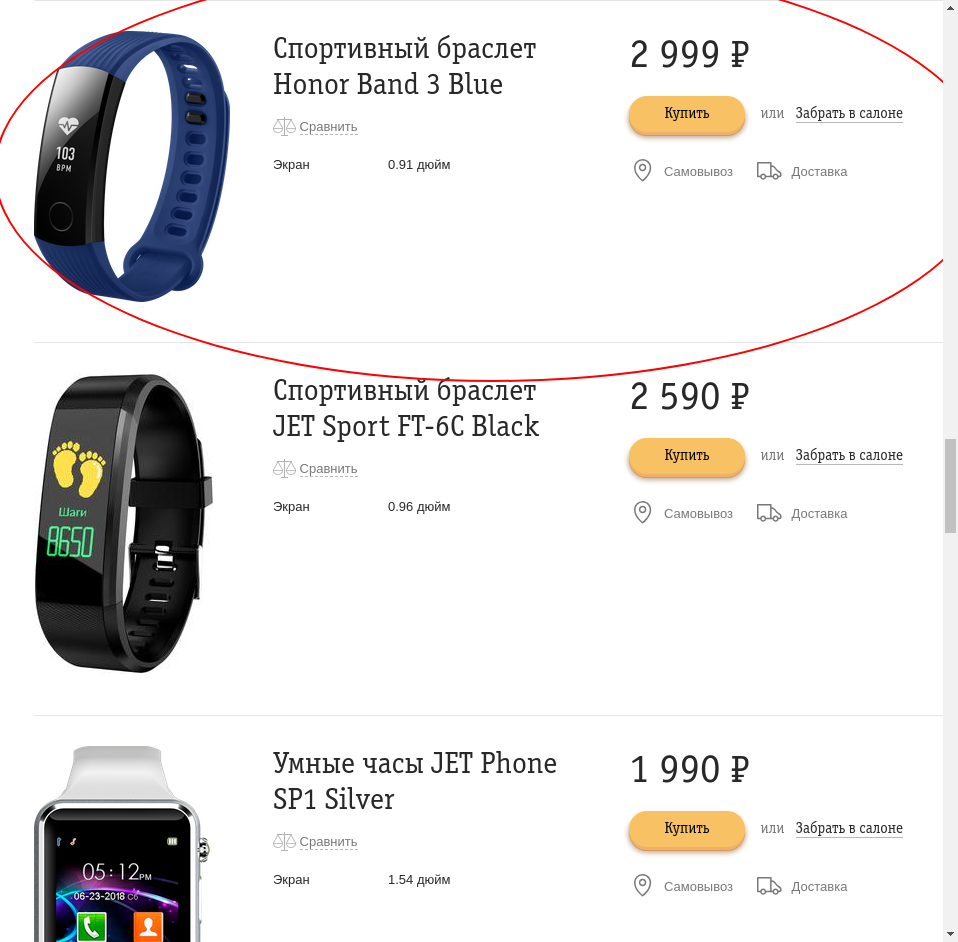 Спортивный браслет
Honor Band 3 Blue
Сравнить
Экран 0.91 дюйм
2 999 ₽
Купить или Забрать в салоне
Самовывоз Доставка
103
BPM
Спортивный браслет
JET Sport FT-6C Black
Сравнить
Экран 0.96 дюйм
2 590 ₽
Купить или Забрать в салоне
Самовывоз Доставка
Шаги
8650
Умные часы JET Phone
SP1 Silver
Сравнить
Экран 1.54 дюйм
1 990 ₽
Купить или Забрать в салоне
Самовывоз Доставка
05:12PM
06-23-2018 Сб